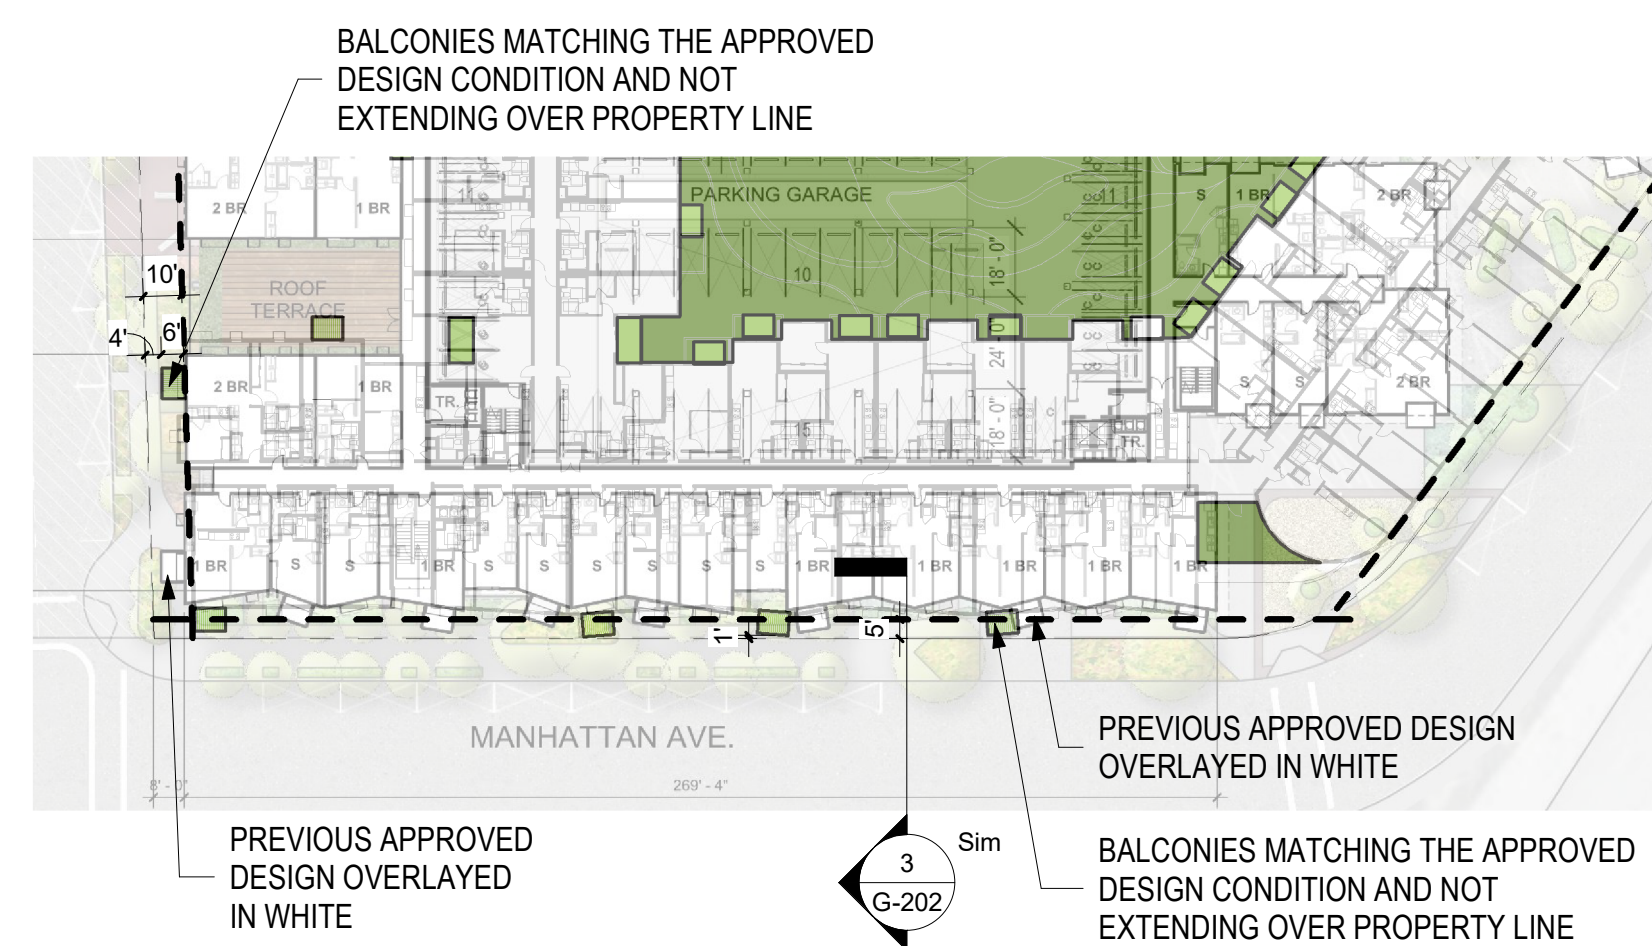 BALCONIES MATCHING THE APPROVED
DESIGN CONDITION AND NOT
EXTENDING OVER PROPERTY LINE
11
PARKING GARAGE
11
S
1 BR
2 BR
2 BR
1 BR
10'
ROOF
TERRACE
10
18' - 0"
4'
6'
24' - 0"
2 BR
1 BR
TR.
15
18' - 0"
C
TR.
S
S
2 BR
1 BR
S
S
1 BR
S
S
S
S
S
1 BR
1 BR
1 BR
1 BR
1 BR
1'
5'
MANHATTAN AVE.
8' - 0"
269' - 4"
PREVIOUS APPROVED DESIGN
OVERLAYED IN WHITE
PREVIOUS APPROVED
DESIGN OVERLAYED
IN WHITE
3
G-202
Sim
BALCONIES MATCHING THE APPROVED
DESIGN CONDITION AND NOT
EXTENDING OVER PROPERTY LINE